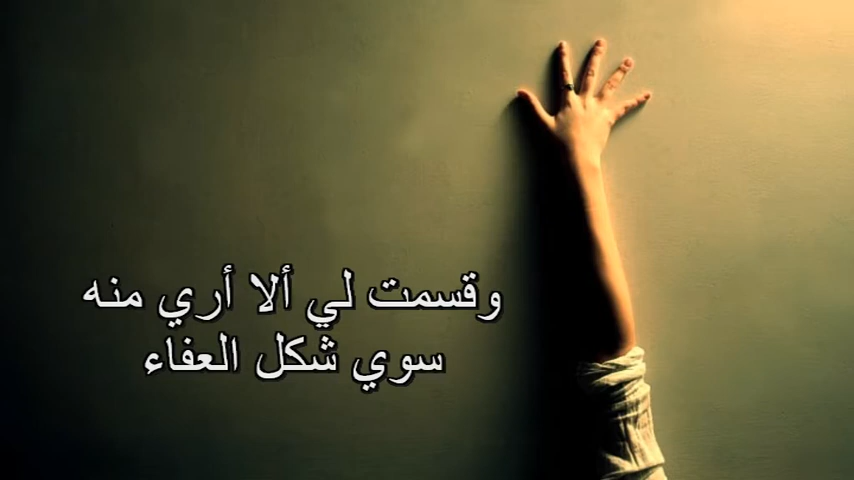 وقسمت لي ألا أري منه
سوي شكل العفاء